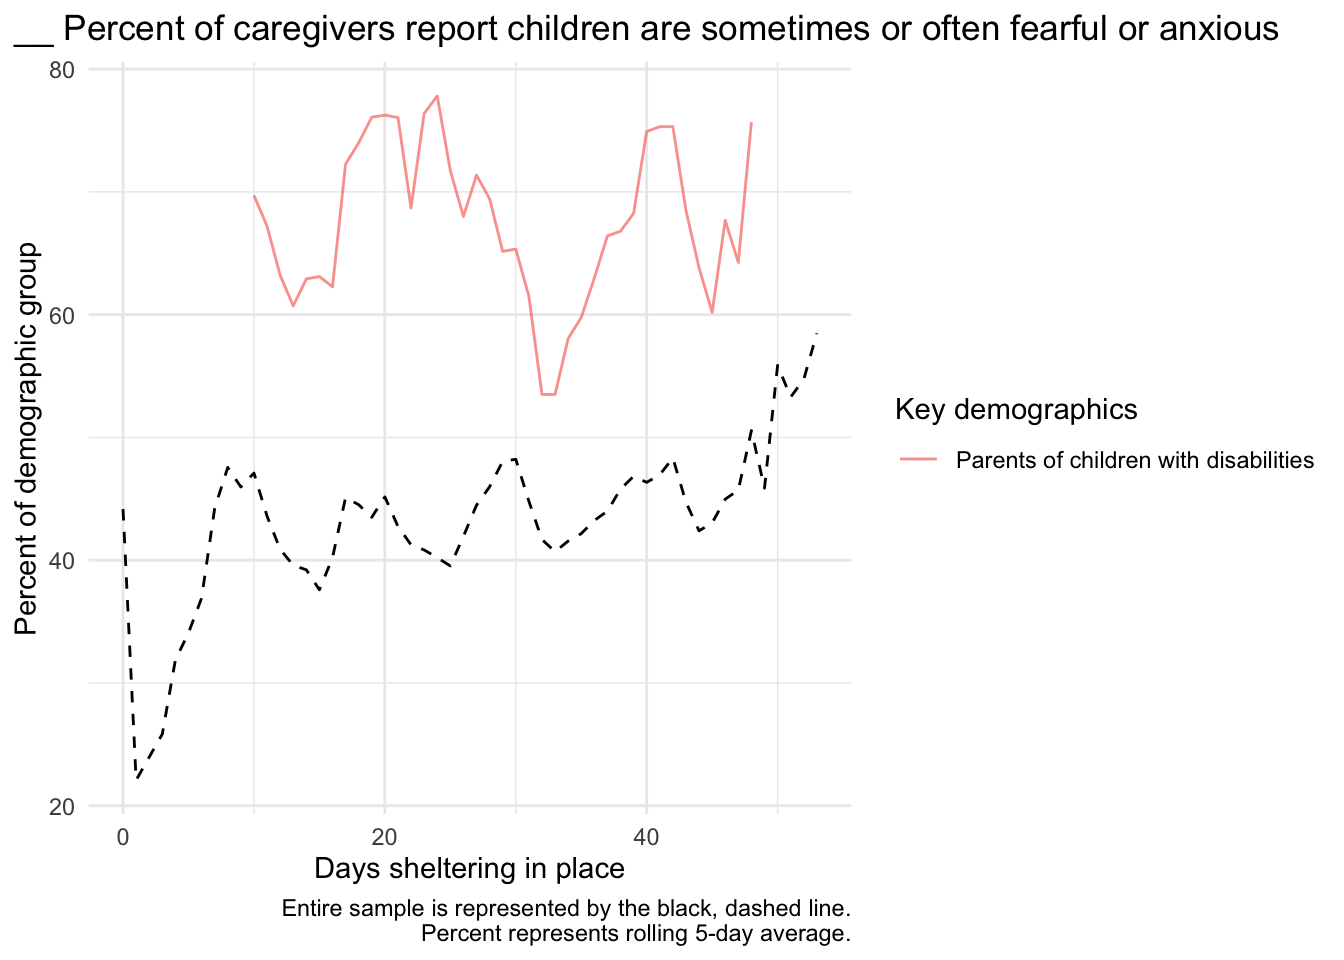 __ Percent of caregivers report children are sometimes or often fearful or anxious
80
60
40
20
Percent of demographic group
0 20 40
Days sheltering in place
Key demographics
Parents of children with disabilities
Entire sample is represented by the black, dashed line.
Percent represents rolling 5-day average.